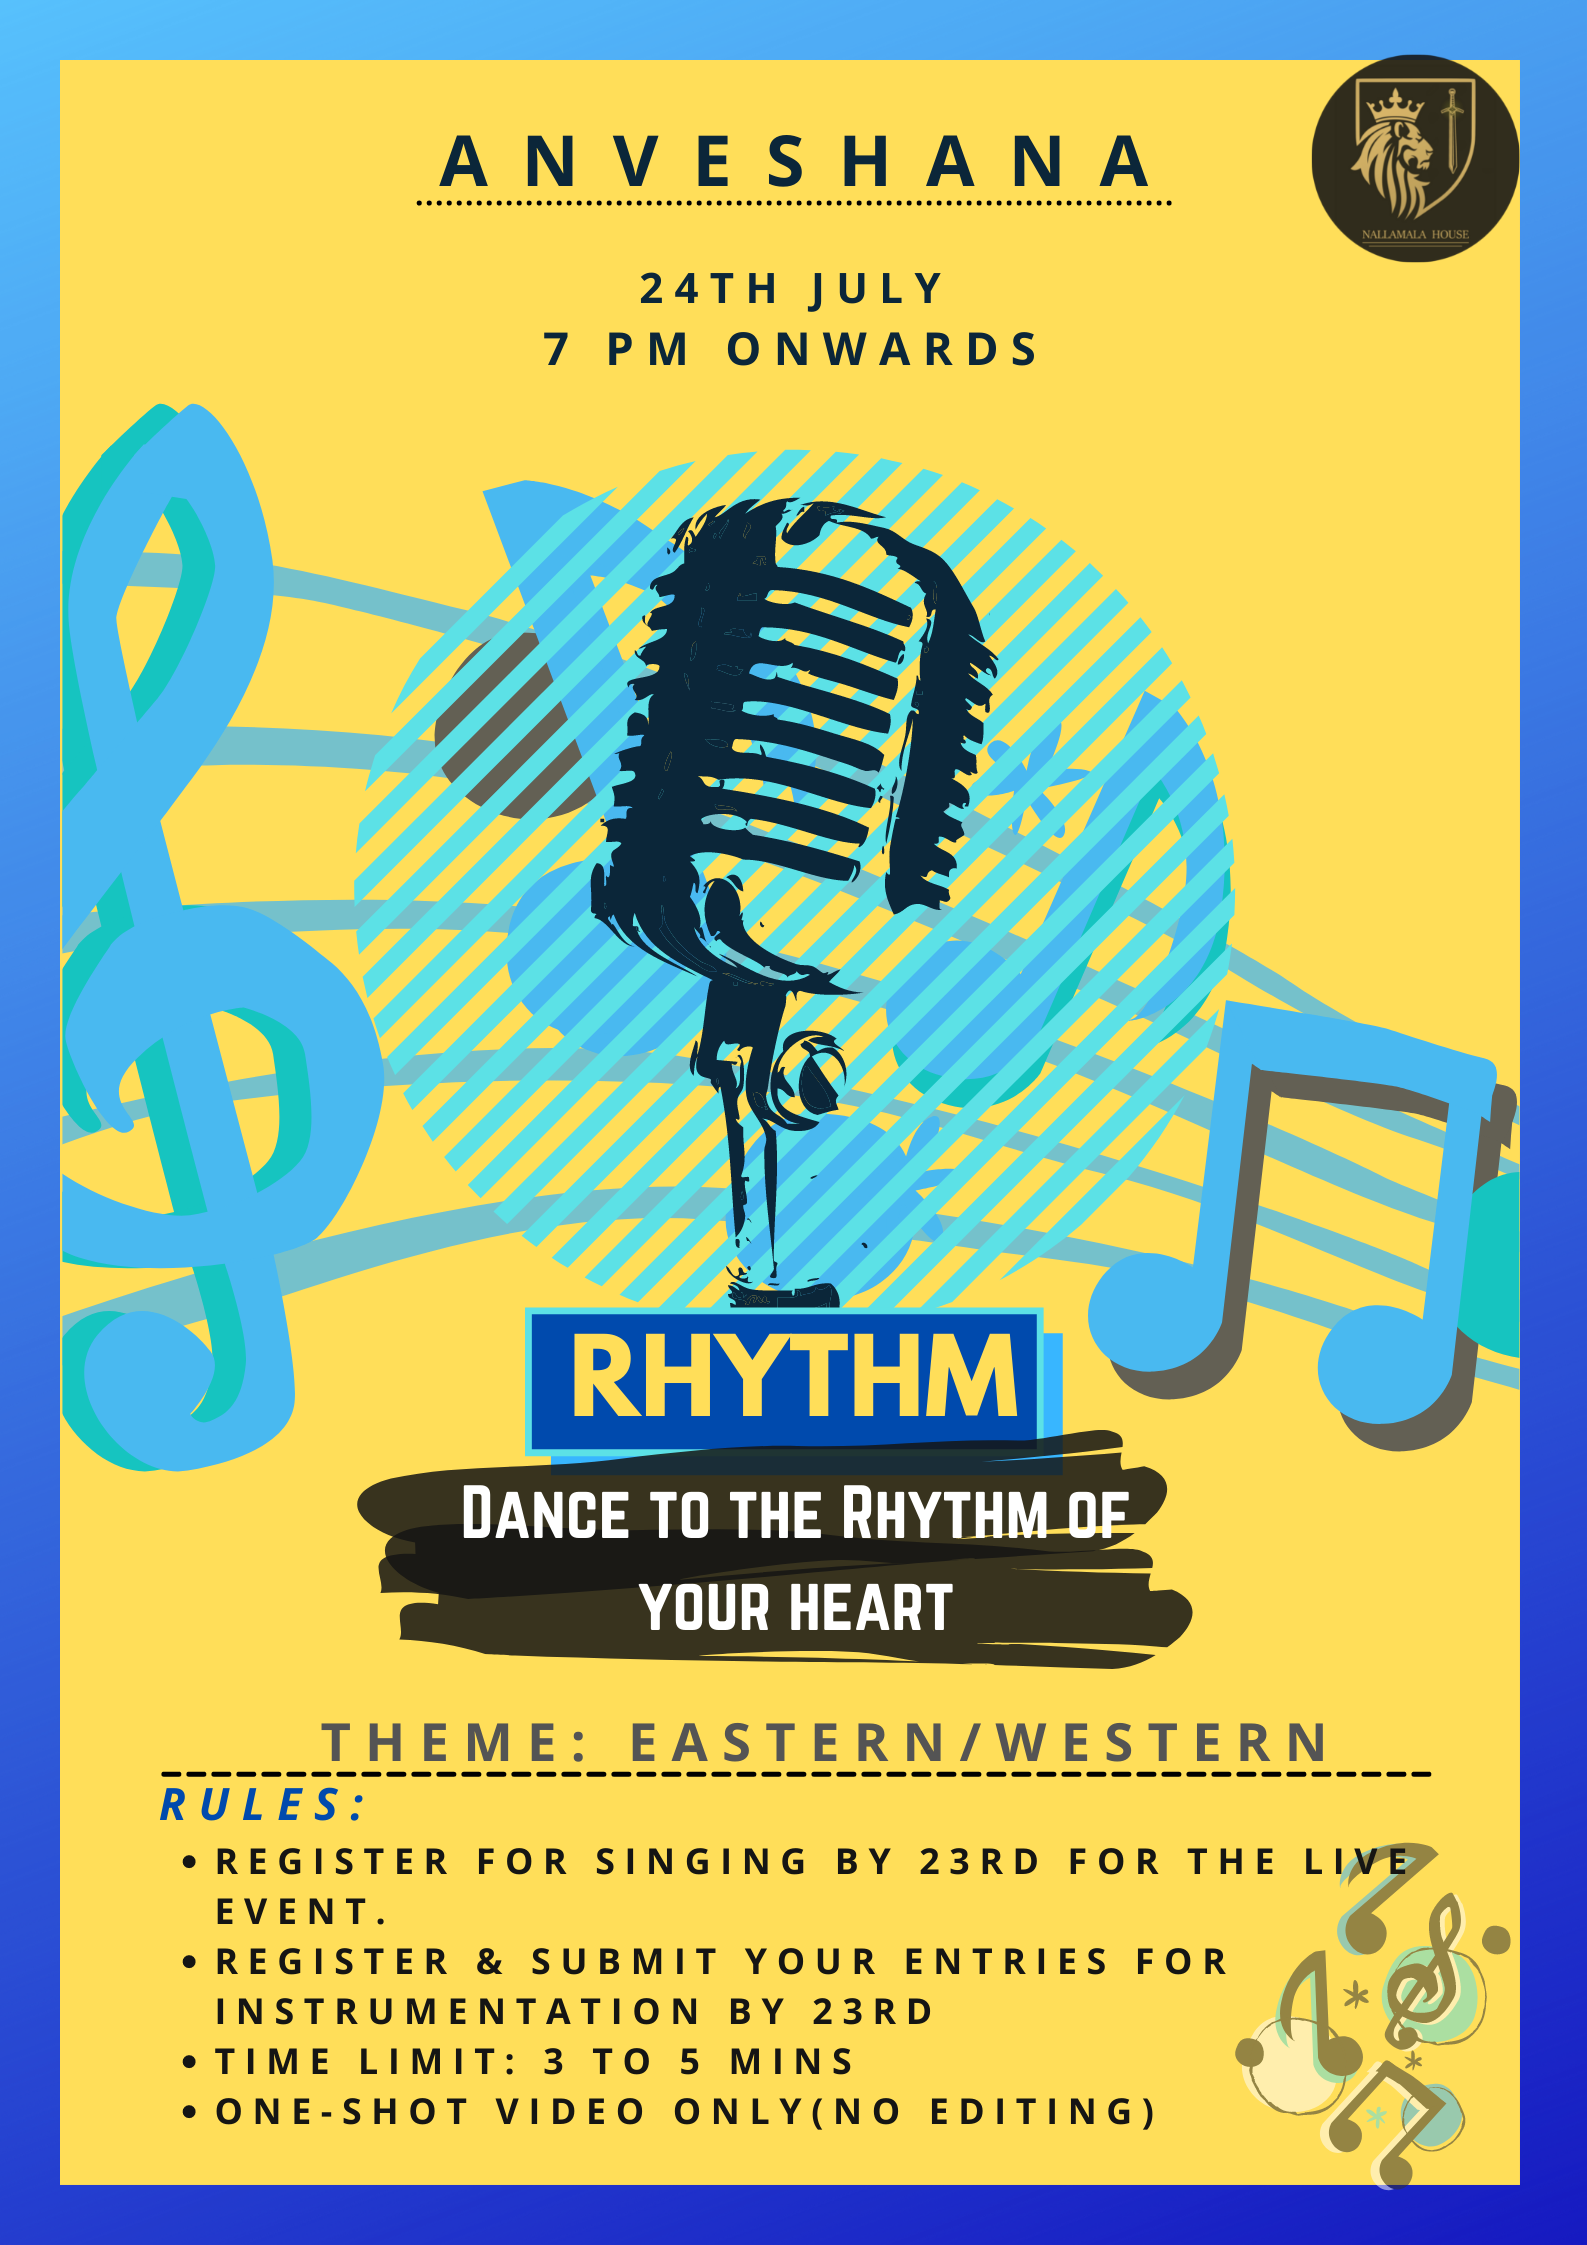 ANVESHANA
NALLAMALA HOUSE
24TH JULY
7 PM ONWARDS
RHYTHM
DANCE TO THE RHYTHM OF
YOUR HEART
THEME: EASTERN/WESTERN
RULES:
• REGISTER FOR SINGING BY 23RD FOR THE LIVE
EVENT.
• REGISTER & SUBMIT YOUR ENTRIES FOR
INSTRUMENTATION BY 23RD
• TIME LIMIT: 3 TO 5 MINS
• ONE-SHOT VIDEO ONLY(NO EDITING)